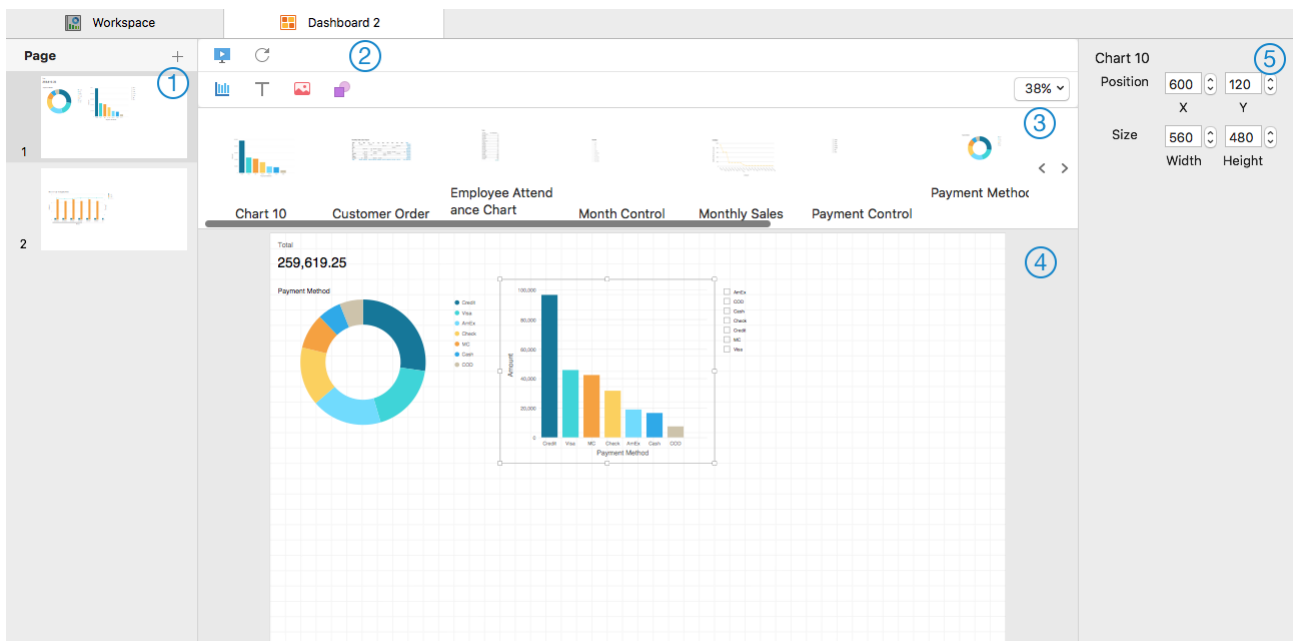 Workspace
Dashboard 2
Page
1
2
3
4
5
1
2
38%
Chart 10
Customer Order
Employee Attend
ance Chart
Month Control
Monthly Sales
Payment Control
Payment Method
Total
259,619.25
Payment Method
Credit
Visa
AmEx
Check
MC
Cash
COD
100,000
80,000
60,000
40,000
20,000
0
Amount
Credit Visa MC Check AmEx Cash COD
Payment Method
AmEx
COD
Cash
Check
Credit
MC
Visa
Chart 10
Position 600 120
X Y
Size 560 480
Width Height